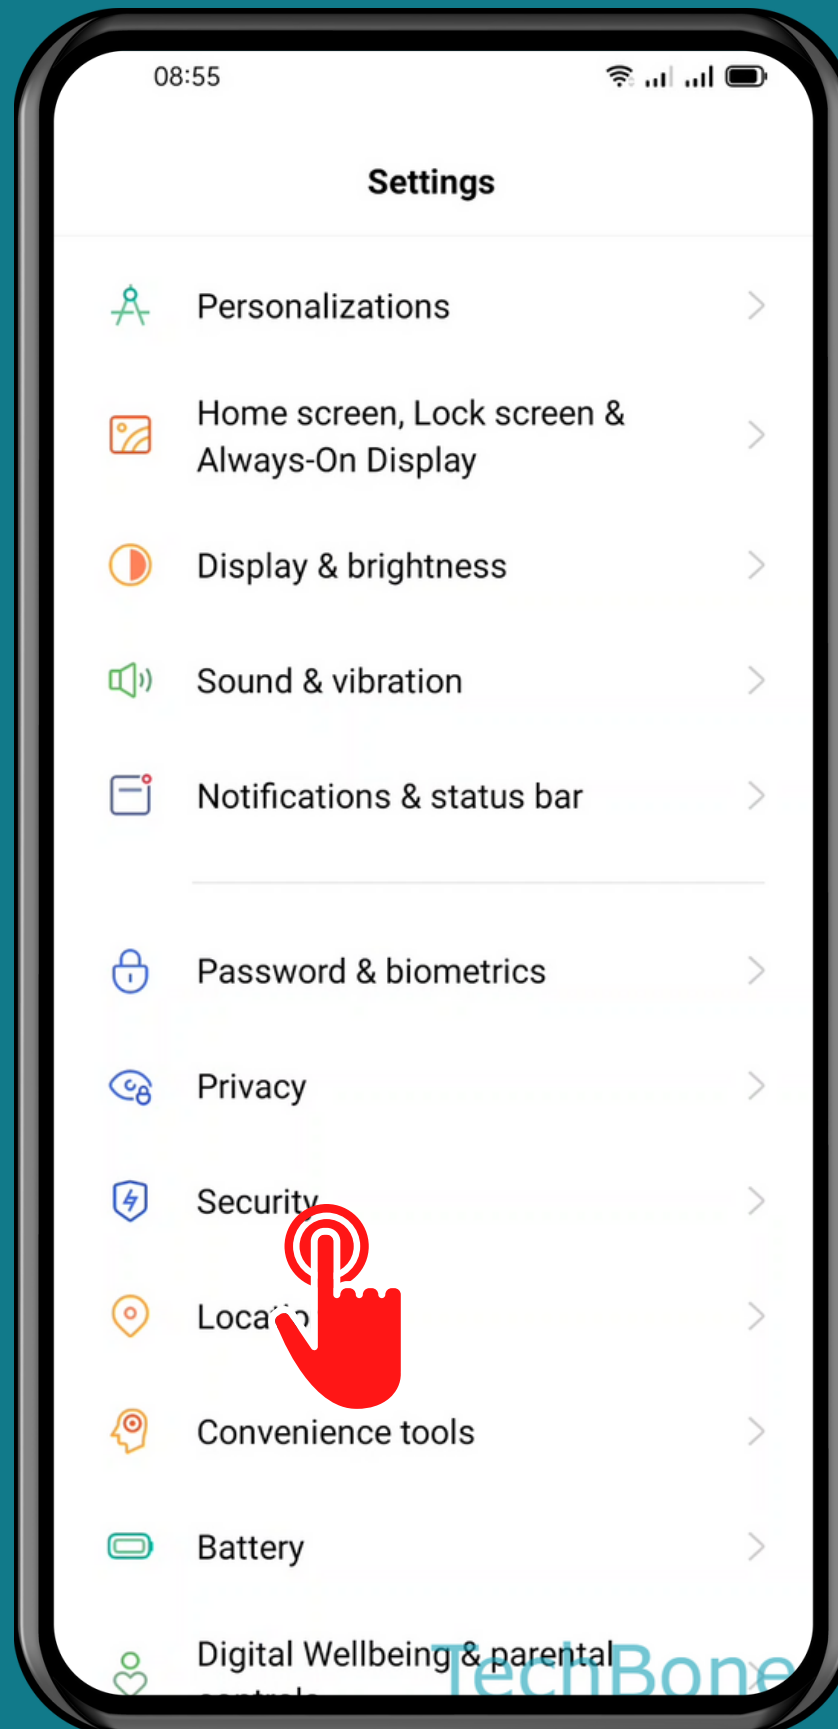 08:55
Settings
Personalizations
Home screen, Lock screen &
Always-On Display
Display & brightness
Sound & vibration
Notifications & status bar
Password & biometrics
Privacy
Security
Convenience tools
Battery
Digital Wellbeing & parental
TechBone